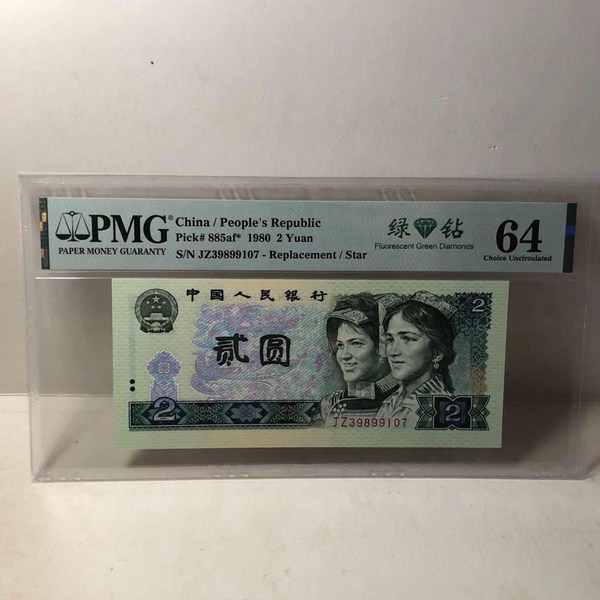 PMG
PAPER MONEY GUARANTY
China / People's Republic
Pick# 885af* 1980 2 Yuan
S/N JZ39899107 - Replacement / Star
绿 钻
Fluorescent Green Diamonds
64
Choice Uncirculated
中国人民银行
2
贰圆
2
2
JZ39899107